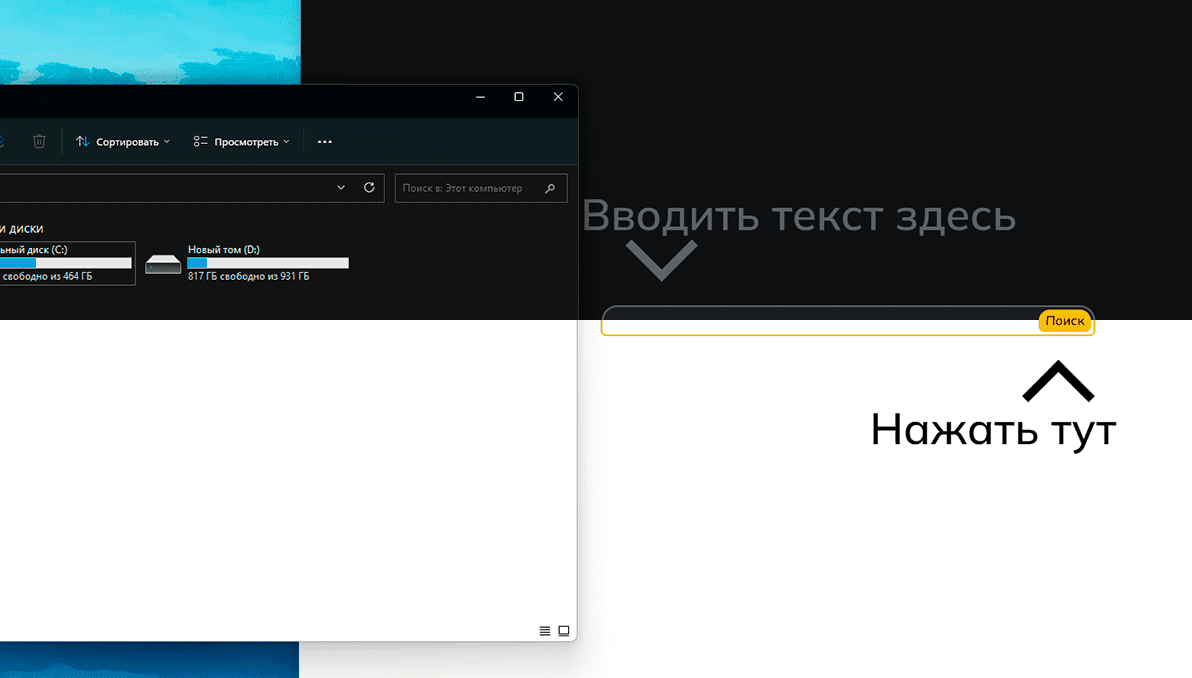 Сортировать
Просмотреть
Поиск в: Этот компьютер
Вводить текст здесь
и диски
ьный диск (C:)
свободно из 464 ГБ
Новый том (D:)
817 ГБ свободно из 931 ГБ
Поиск
Нажать тут